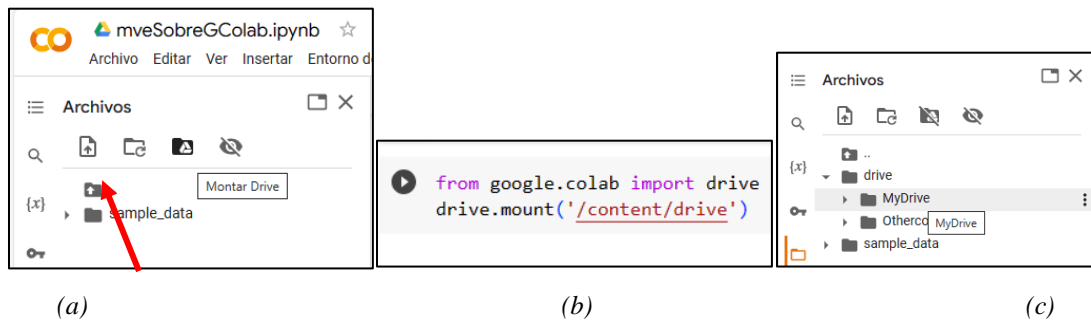 mveSobreGColab.ipynb
Archivo Editar Ver Insertar Entorno d
Archivos
Montar Drive
{x}
sample_data
from google.colab import drive
drive.mount('/content/drive')
Archivos
..
{x}
drive
MyDrive
Otherco
MyDrive
sample_data
(a) (b) (c)